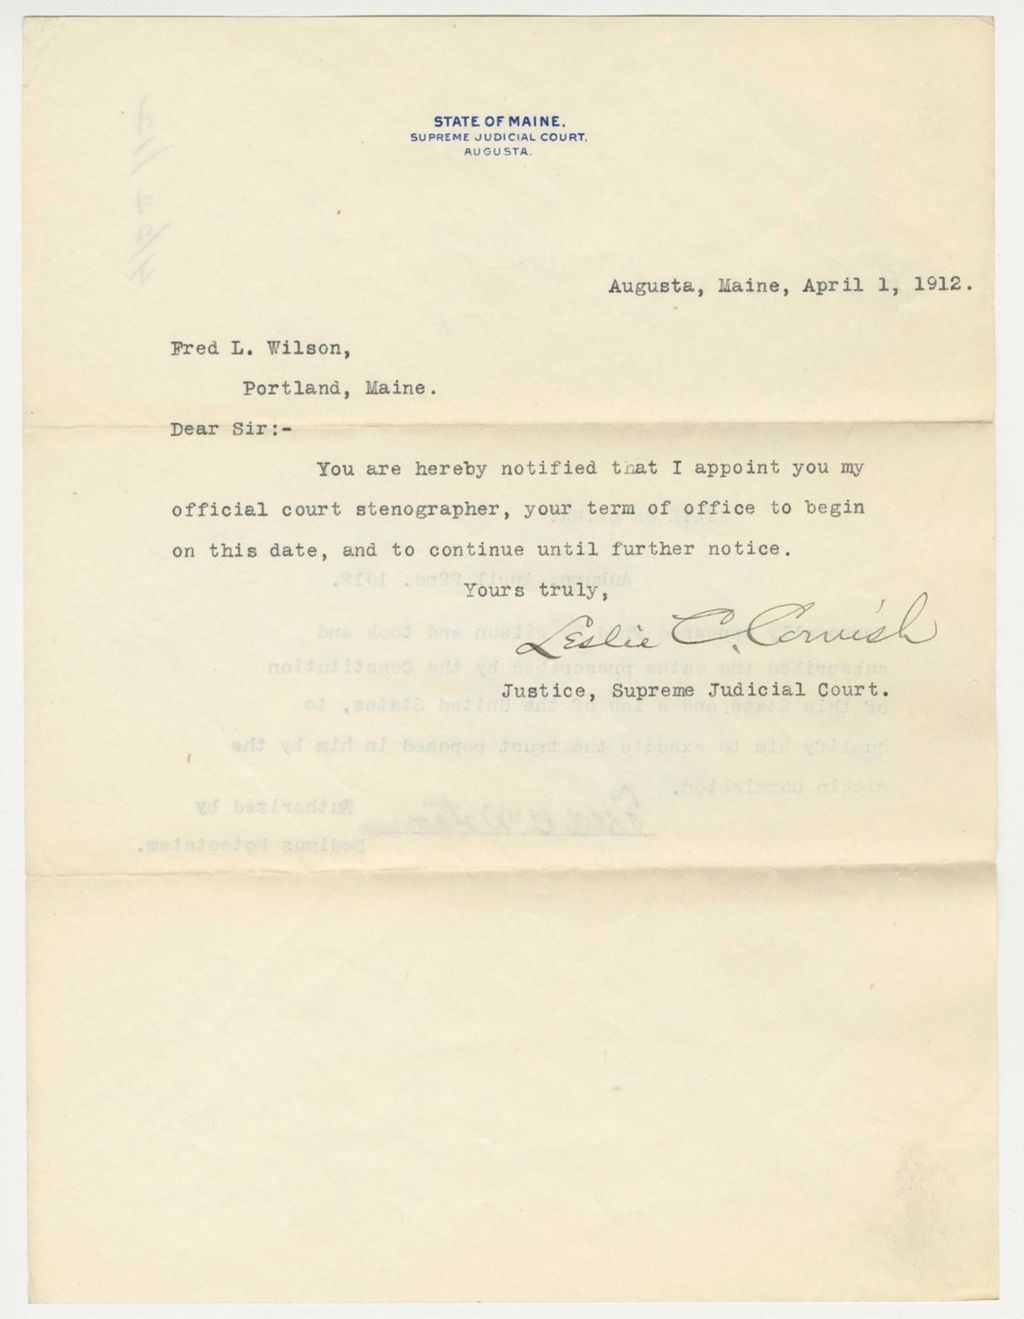 STATE OF MAINE.
SUPREME JUDICIAL COURT.
AUGUSTA.
Augusta, Maine, April 1, 1912.
Fred L. Wilson,
Portland, Maine.
Dear Sir:-
You are hereby notified that I appoint you my
official court stenographer, your term of office to begin
on this date, and to continue until further notice.
Yours truly,
Leslie C. Cornish
Justice, Supreme Judicial Court.